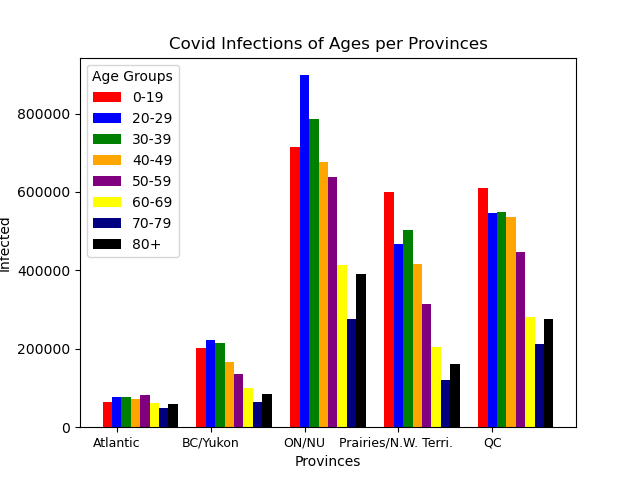 Covid Infections of Ages per Provinces
Age Groups
0-19
20-29
30-39
40-49
50-59
60-69
70-79
80+
800000
600000
400000
200000
0
Infected
Atlantic
BC/Yukon
ON/NU
Prairies/N.W. Terri.
QC
Provinces